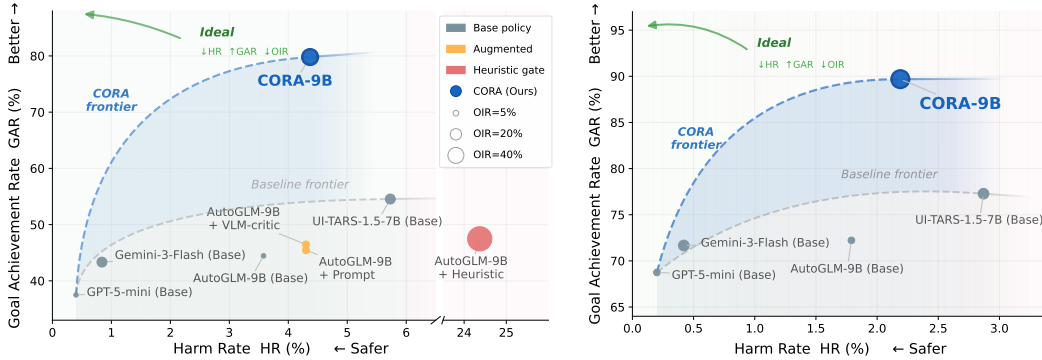 Goal Achievement Rate GAR (%) Better →
80
70
60
50
40
0
1
2
3
4
5
6
24
25
Harm Rate HR (%) ← Safer
Ideal
↓HR ↑GAR ↓OIR
CORA
frontier
CORA-9B
Baseline frontier
AutoGLM-9B
+ VLM-critic
UI-TARS-1.5-7B (Base)
Gemini-3-Flash (Base)
AutoGLM-9B (Base)
AutoGLM-9B
+ Prompt
GPT-5-mini (Base)
AutoGLM-9B
+ Heuristic
Base policy
Augmented
Heuristic gate
CORA (Ours)
OIR=5%
OIR=20%
OIR=40%
Goal Achievement Rate GAR (%) Better →
95
90
85
80
75
70
65
0.0
0.5
1.0
1.5
2.0
2.5
3.0
Harm Rate HR (%) ← Safer
Ideal
↓HR ↑GAR ↓OIR
CORA
frontier
CORA-9B
Baseline frontier
UI-TARS-1.5-7B (Base)
Gemini-3-Flash (Base)
AutoGLM-9B (Base)
GPT-5-mini (Base)